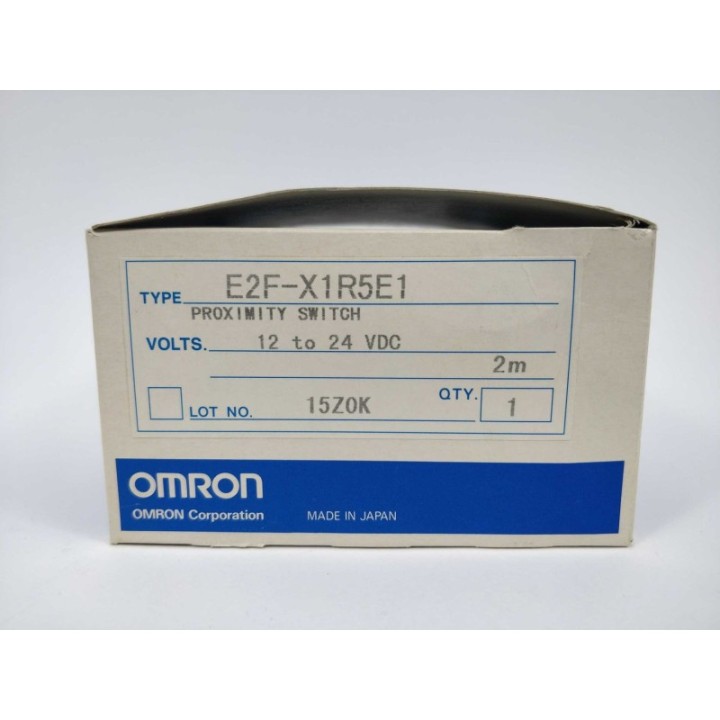 TYPE E2F-X1R5E1
PROXIMITY SWITCH
VOLTS. 12 to 24 VDC
2m
LOT NO. 15Z0K QTY. 1
OMRON
OMRON Corporation MADE IN JAPAN